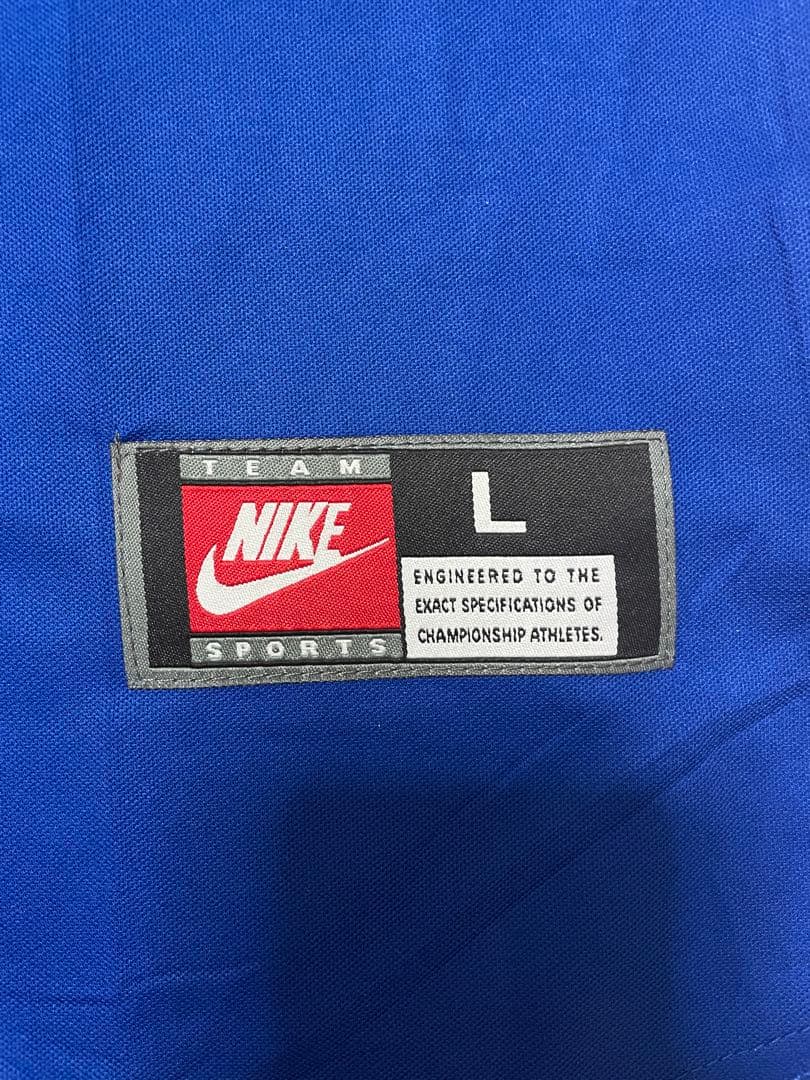 TEAM
NIKE
SPORTS
L
ENGINEERED TO THE
EXACT SPECIFICATIONS OF
CHAMPIONSHIP ATHLETES.